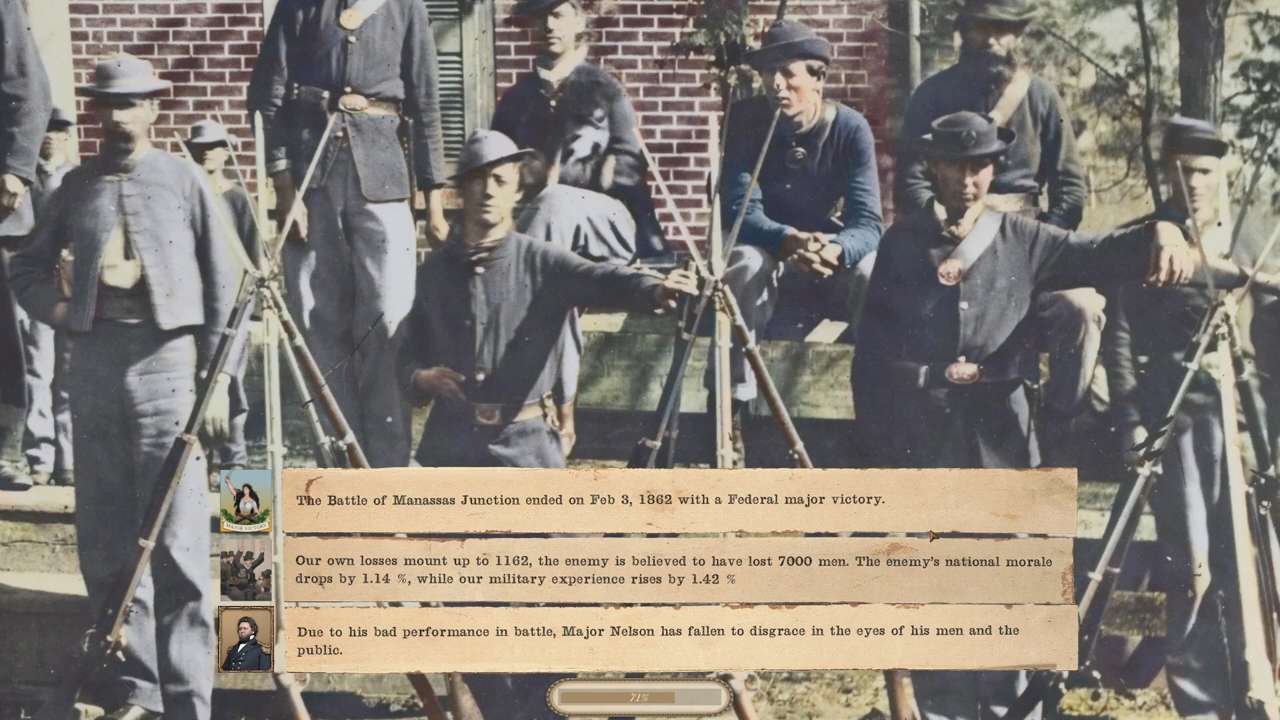 The Battle of Manassas Junction ended on Feb 3, 1862 with a Federal major victory.
MAJOR VICTORY
Our own losses mount up to 1162, the enemy is believed to have lost 7000 men. The enemy's national morale
drops by 1.14 %, while our military experience rises by 1.42 %
Due to his bad performance in battle, Major Nelson has fallen to disgrace in the eyes of his men and the
public.
71%